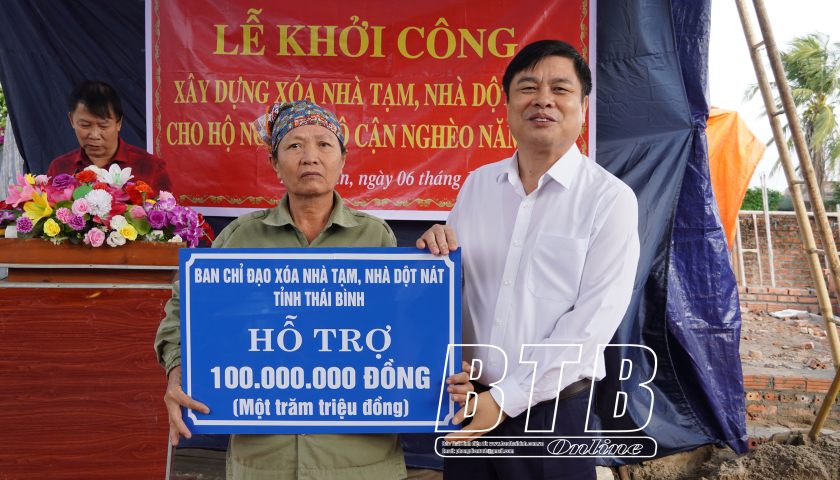 LỄ KHỞI CÔNG
XÂY DỰNG XÓA NHÀ TẠM, NHÀ DỘT
CHO HỘ CẬN NGHÈO NĂM
ngày 06 tháng
BAN CHỈ ĐẠO XÓA NHÀ TẠM, NHÀ DỘT NÁT
TỈNH THÁI BÌNH
HỖ TRỢ
100.000.000 ĐỒNG
(Một trăm triệu đồng)
BTB
Online